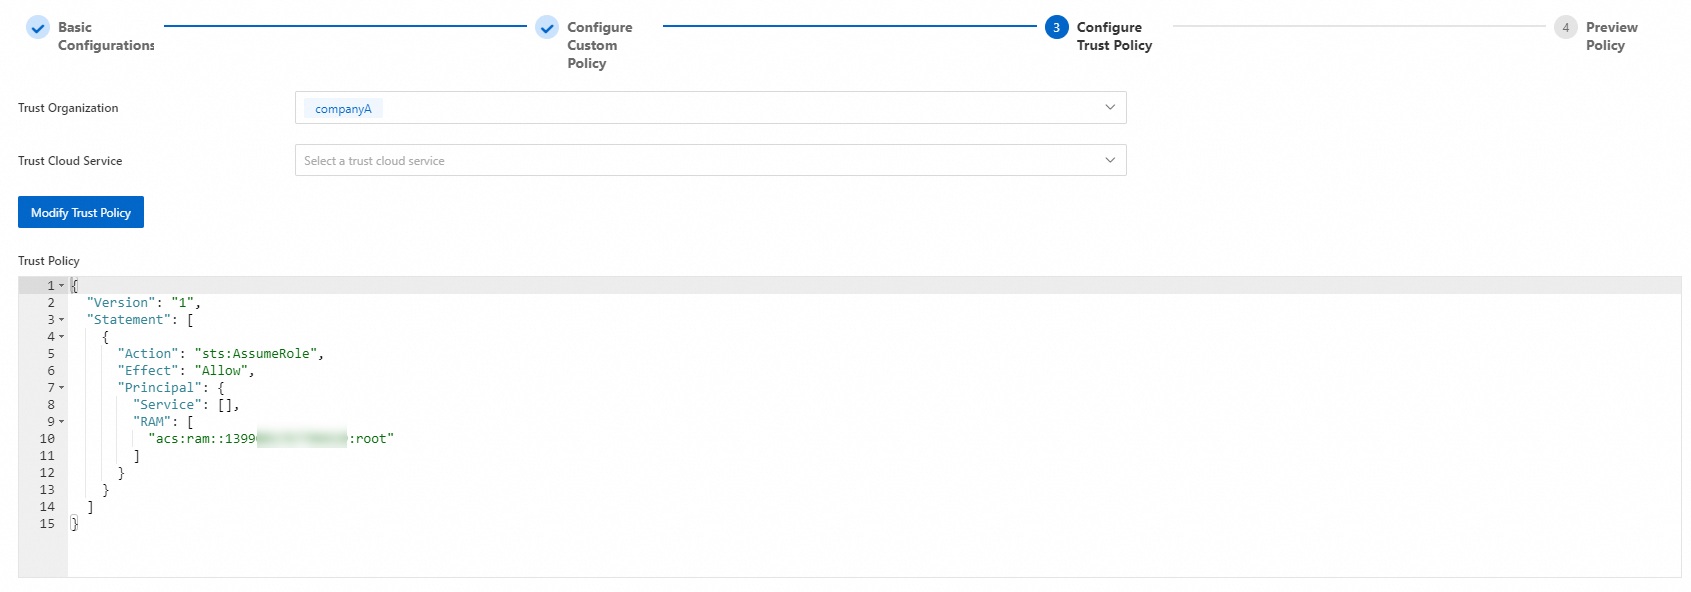 Basic
Configurations
Configure
Custom
Policy
3
Configure
Trust Policy
4
Preview
Policy
Trust Organization
companyA
Trust Cloud Service
Select a trust cloud service
Modify Trust Policy
Trust Policy
1 {
2 "Version": "1",
3 "Statement": [
4 {
5 "Action": "sts:AssumeRole",
6 "Effect": "Allow",
7 "Principal": {
8 "Service": [],
9 "RAM": [
10 "acs:ram::1399 :root"
11 ]
12 }
13 }
14 ]
15 }